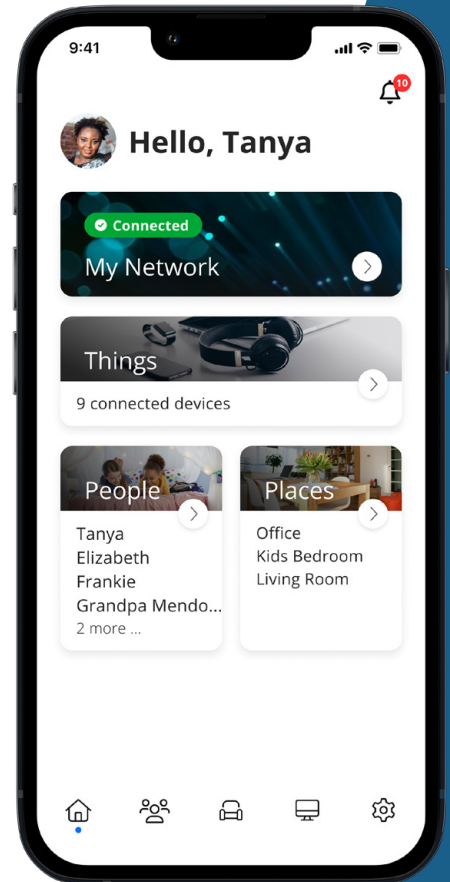 9:41
10
Hello, Tanya
Connected
My Network
Things
9 connected devices
People
Tanya
Elizabeth
Frankie
Grandpa Mendo...
2 more ...
Places
Office
Kids Bedroom
Living Room